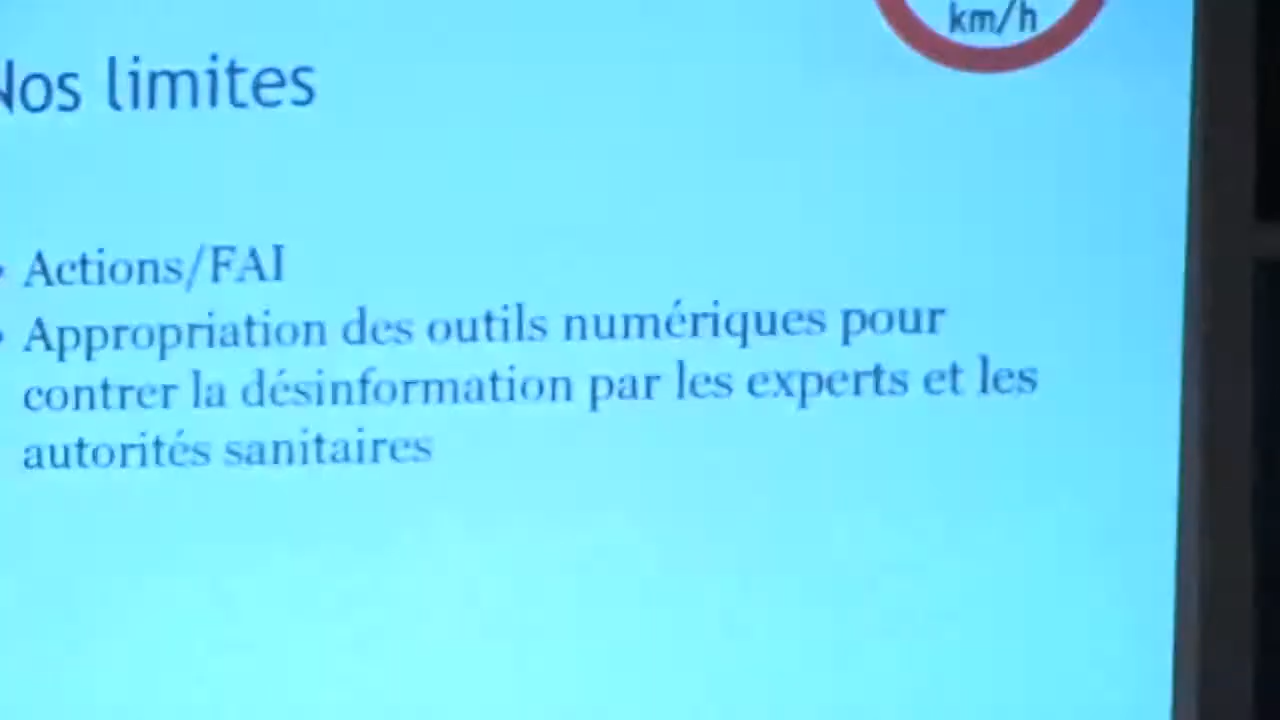 km/h
Nos limites
• Actions/FAI
• Appropriation des outils numériques pour
contrer la désinformation par les experts et les
autorités sanitaires